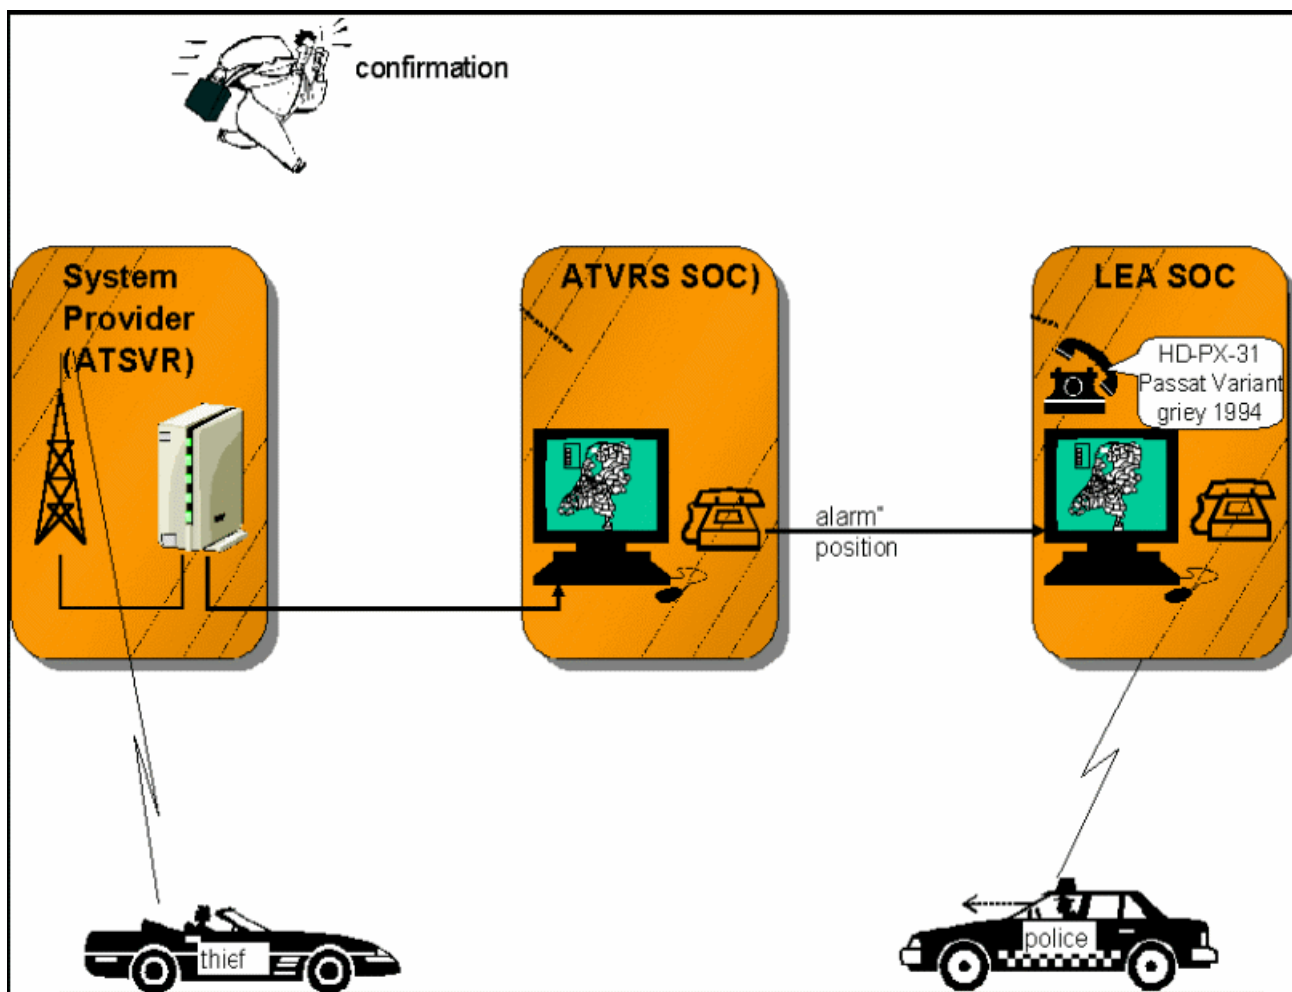 confirmation
System
Provider
(ATSVR)
ATVRS SOC)
LEA SOC
HD-PX-31
Passat Variant
griey 1994
alarm"
position
thief
police